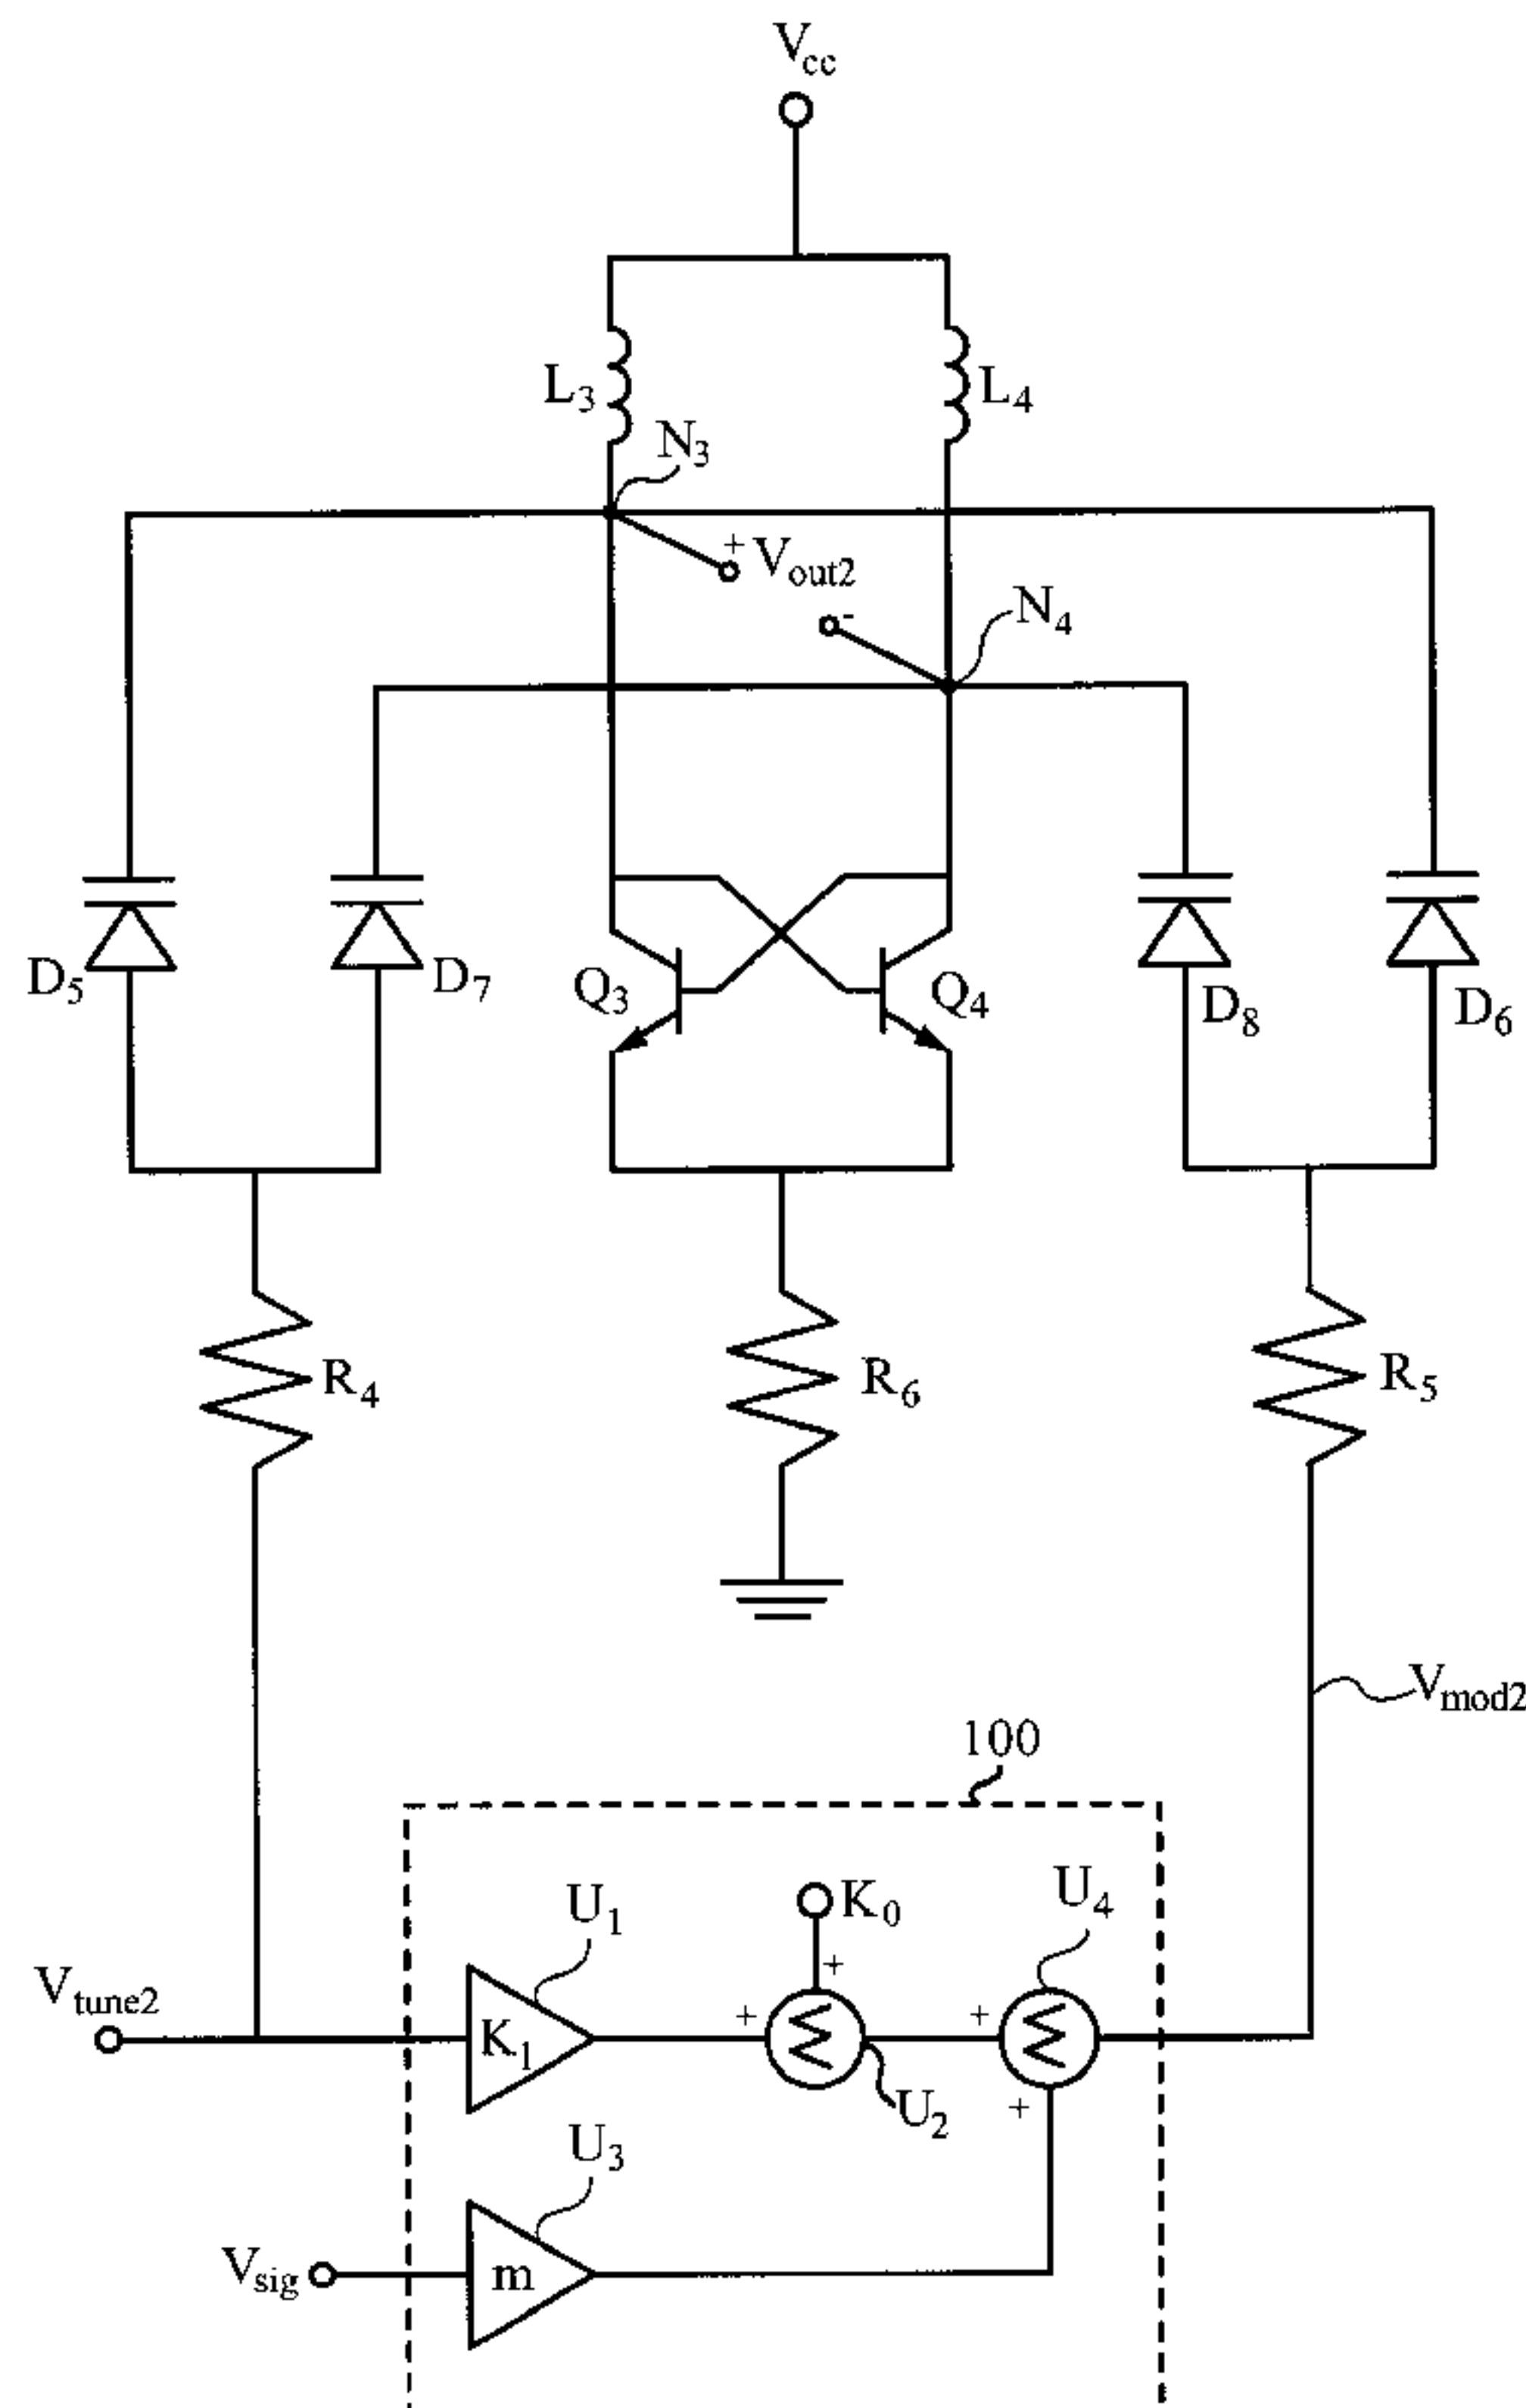 Vcc
L3
L4
N3
+ Vout2
-
N4
D5
D7
Q3
Q4
D8
D6
R4
R6
R5
Vmod2
100
U1
K0
U4
+
Vtune2
K1
+
+
U2
+
U3
Vsig
m